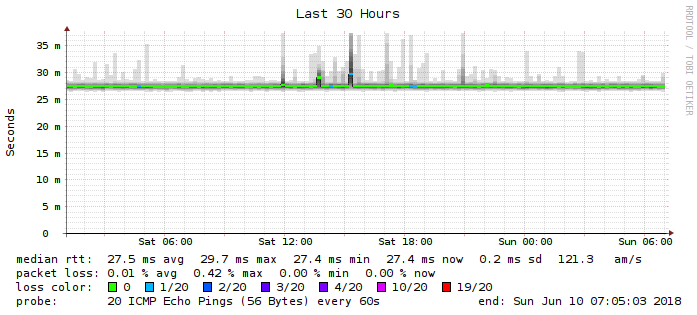 Last 30 Hours
RRDTOOL / TOBI OETIKER
Seconds
35 m
30 m
25 m
20 m
15 m
10 m
5 m
0
Sat 06:00 Sat 12:00 Sat 18:00 Sun 00:00 Sun 06:00
median rtt: 27.5 ms avg 29.7 ms max 27.4 ms min 27.4 ms now 0.2 ms sd 121.3 am/s
packet loss: 0.01 % avg 0.42 % max 0.00 % min 0.00 % now
loss color: 0 1/20 2/20 3/20 4/20 10/20 19/20
probe: 20 ICMP Echo Pings (56 Bytes) every 60s end: Sun Jun 10 07:05:03 2018